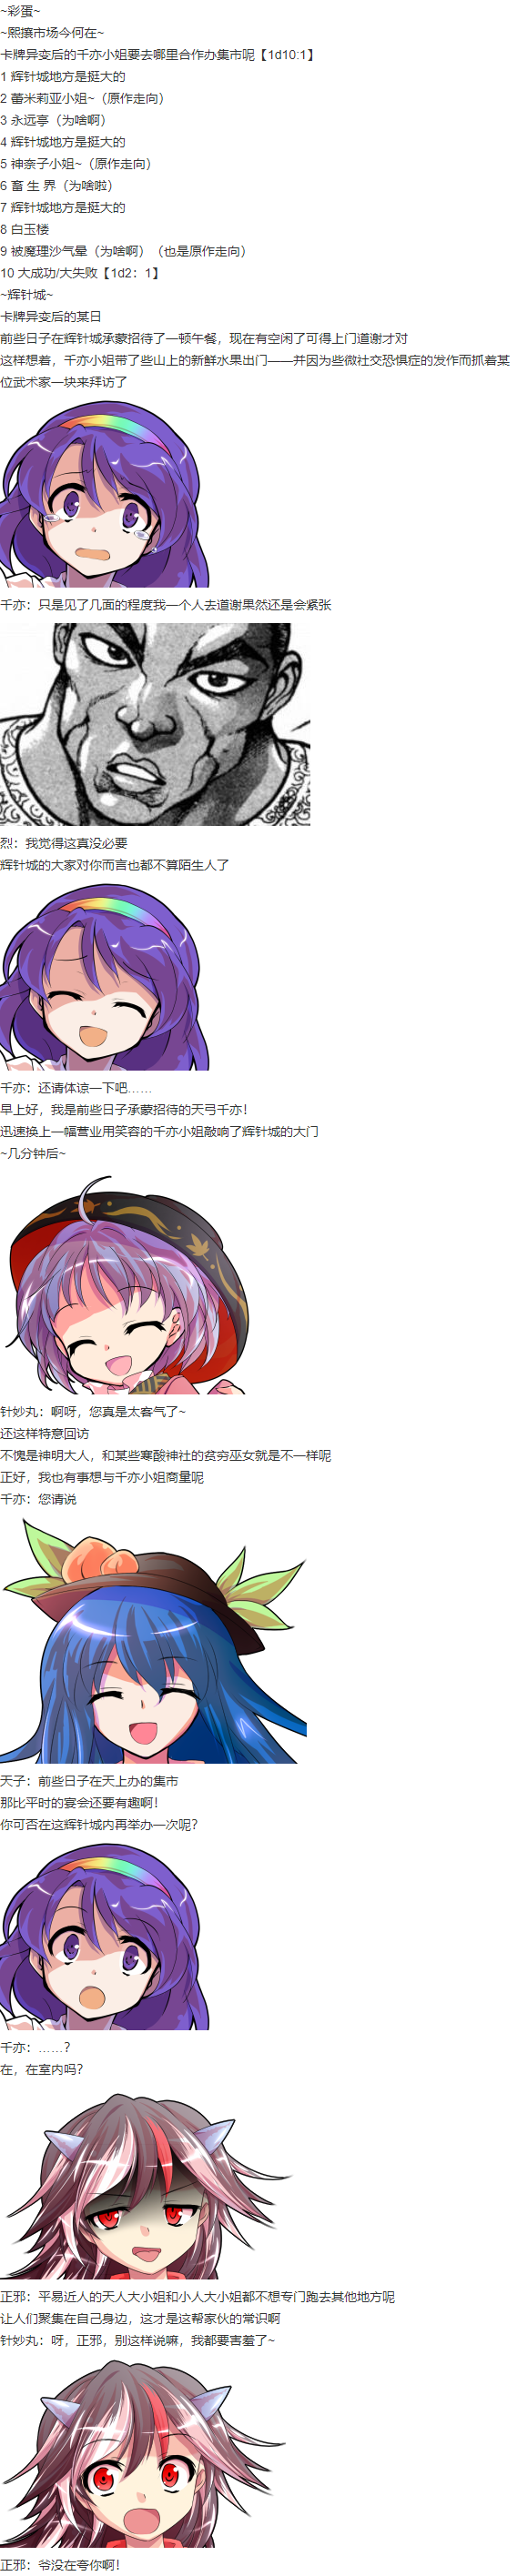 ~彩蛋~
~熙攘市场今何在~
卡牌异变后的千亦小姐要去哪里合作办集市呢【1d10:1】
1 辉针城地方是挺大的
2 蕾米莉亚小姐~（原作走向）
3 永远亭（为啥啊）
4 辉针城地方是挺大的
5 神奈子小姐~（原作走向）
6 畜 生 界（为啥啦）
7 辉针城地方是挺大的
8 白玉楼
9 被魔理沙气晕（为啥啊）（也是原作走向）
10 大成功/大失败【1d2：1】
~辉针城~
卡牌异变后的某日
前些日子在辉针城承蒙招待了一顿午餐，现在有空闲了可得上门道谢才对
这样想着，千亦小姐带了些山上的新鲜水果出门——并因为些微社交恐惧症的发作而抓着某
位武术家一块来拜访了
千亦：只是见了几面的程度我一个人去道谢果然还是会紧张
烈：我觉得这真没必要
辉针城的大家对你而言也都不算陌生人了
千亦：还请体谅一下吧……
早上好，我是前些日子承蒙招待的天弓千亦！
迅速换上一幅营业用笑容的千亦小姐敲响了辉针城的大门
~几分钟后~
针妙丸：啊呀，您真是太客气了~
还这样特意回访
不愧是神明大人，和某些寒酸神社的贫穷巫女就是不一样呢
正好，我也有事想与千亦小姐商量呢
千亦：您请说
天子：前些日子在天上办的集市
那比平时的宴会还要有趣啊！
你可否在这辉针城内再举办一次呢？
千亦：……？
在，在室内吗？
正邪：平易近人的天人大小姐和小人大小姐都不想专门跑去其他地方呢
让人们聚集在自己身边，这才是这帮家伙的常识啊
针妙丸：呀，正邪，别这样说嘛，我都要害羞了~
正邪：爷没在夸你啊！